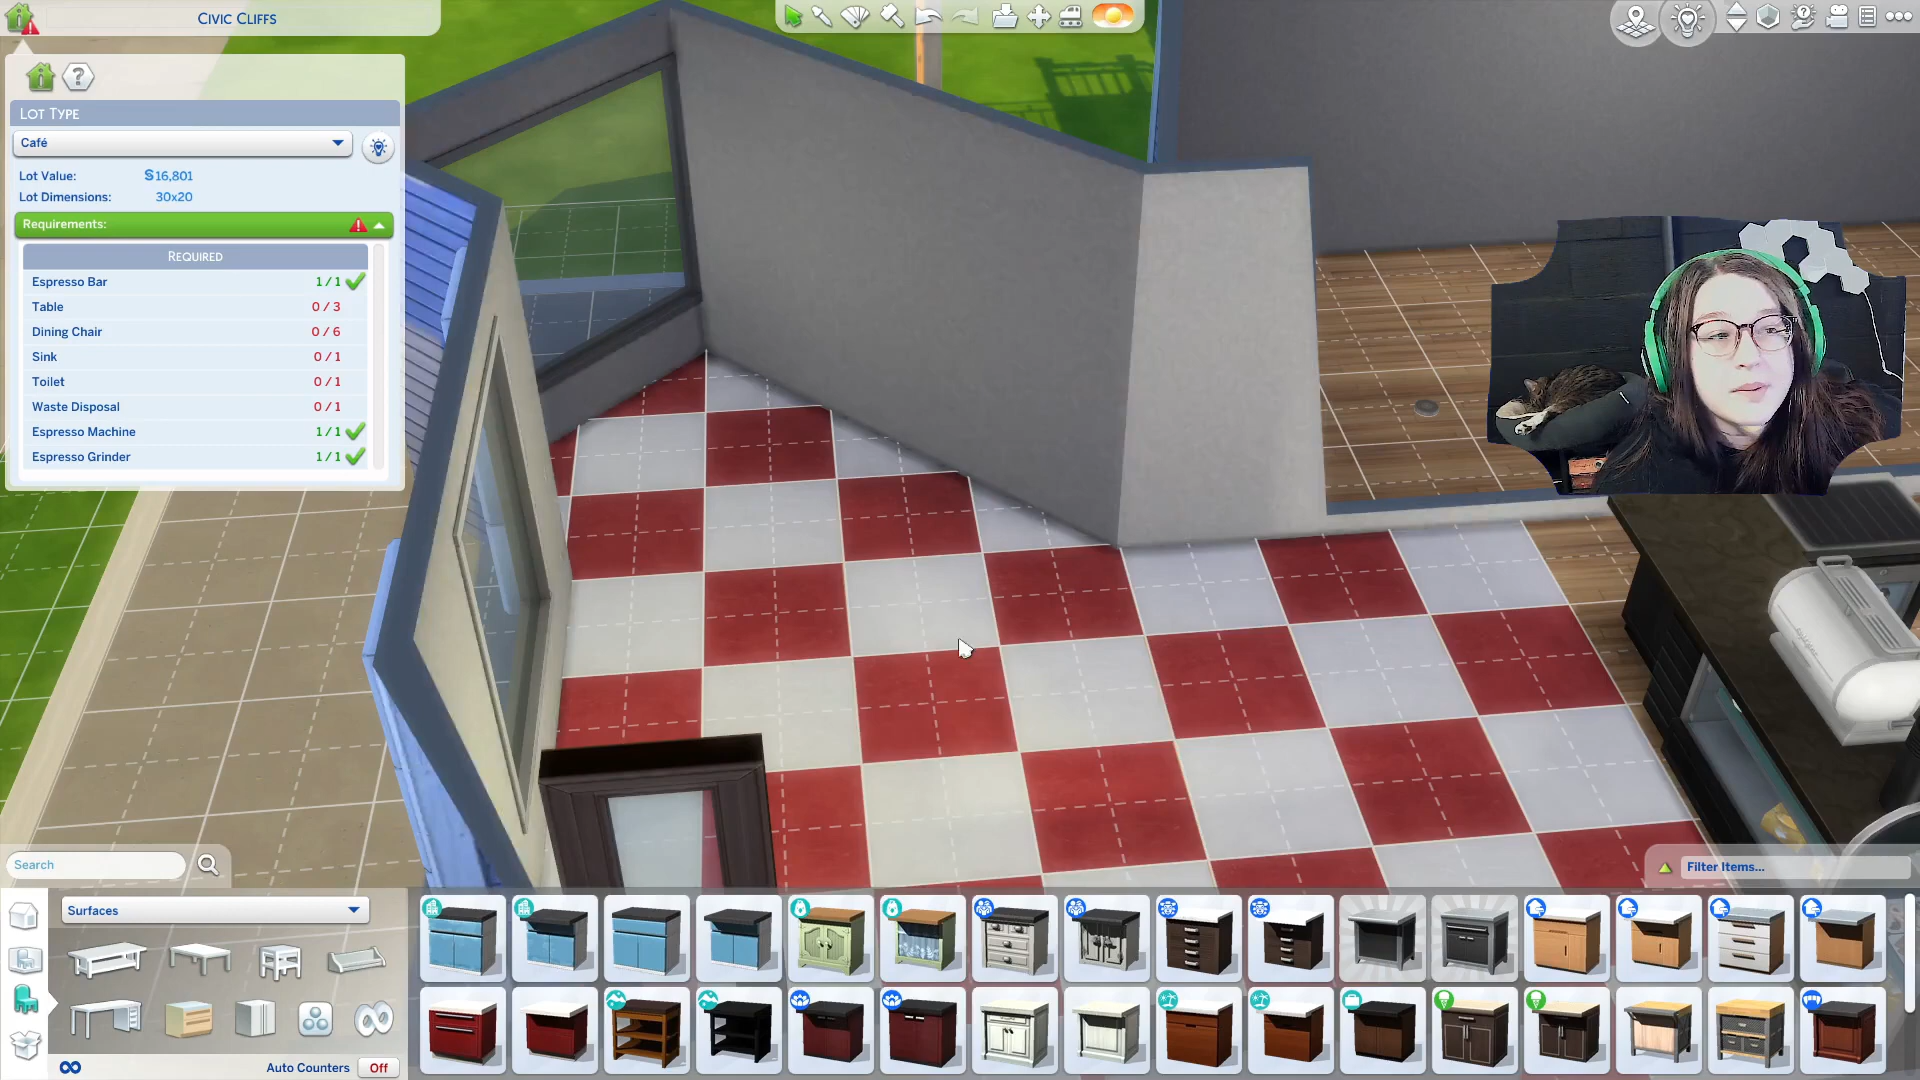 CIVIC CLIFFS
LOT TYPE
Café
Lot Value: §16,801
Lot Dimensions: 30x20
Requirements:
REQUIRED
Espresso Bar 1 / 1
Table 0 / 3
Dining Chair 0 / 6
Sink 0 / 1
Toilet 0 / 1
Waste Disposal 0 / 1
Espresso Machine 1 / 1
Espresso Grinder 1 / 1
Search
Filter Items...
Surfaces
Auto Counters Off